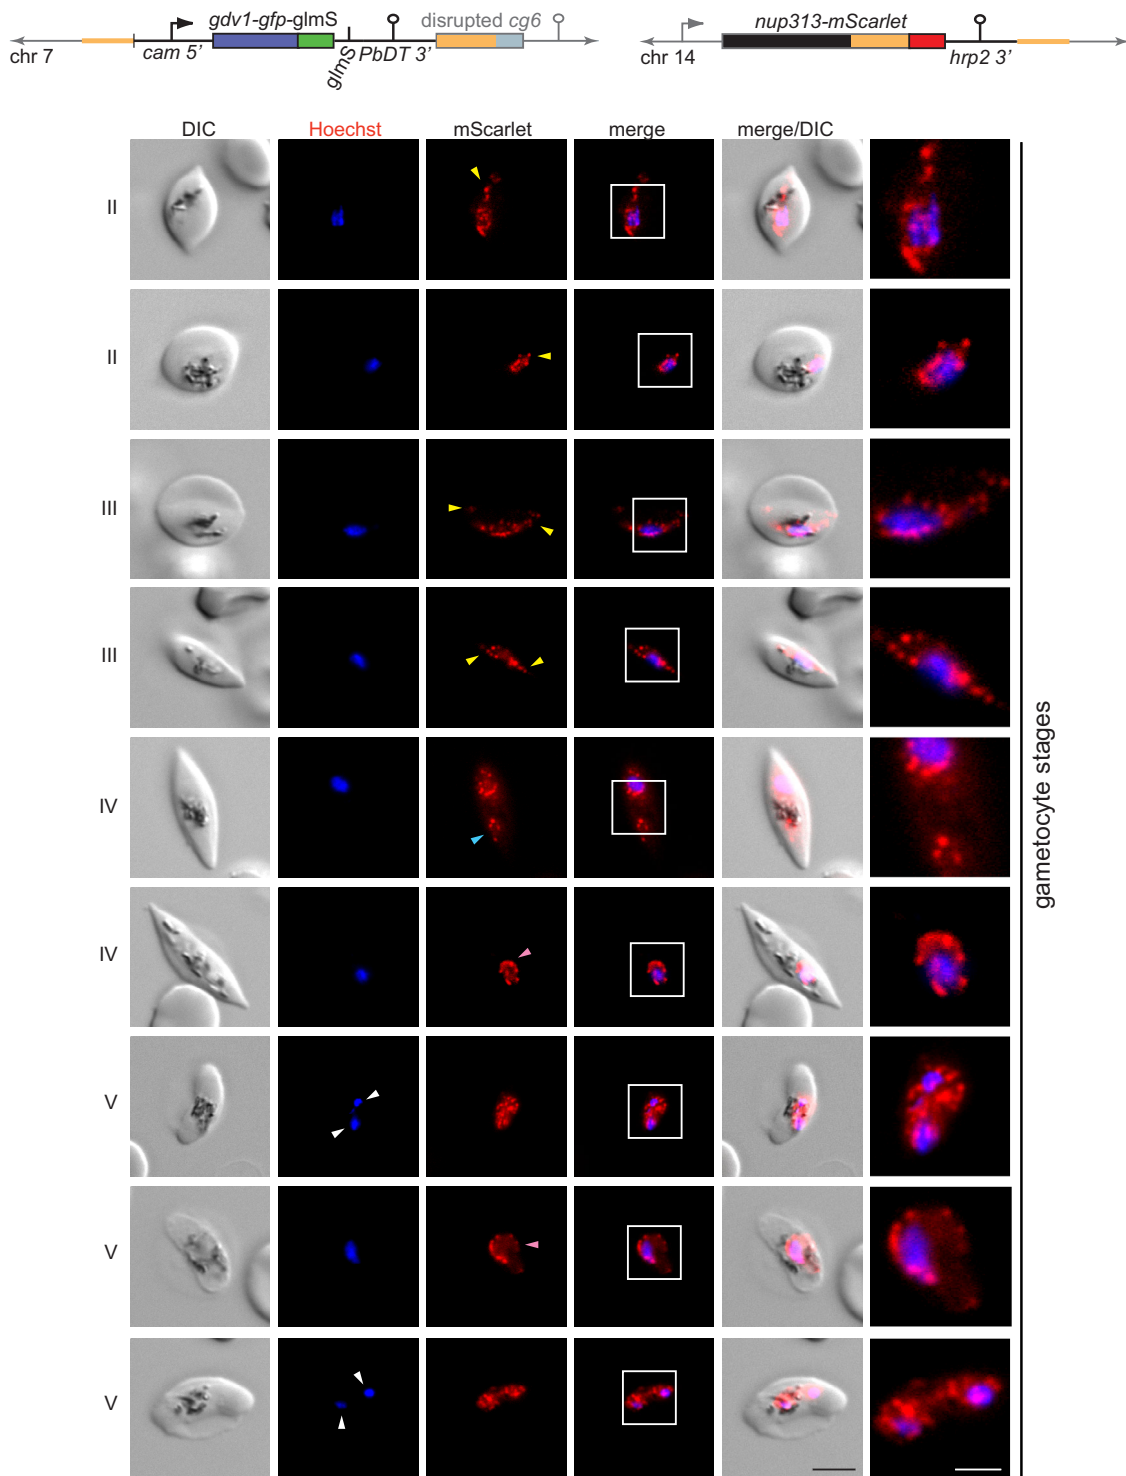 gdv1-gfp-glmS
disrupted cg6
nup313-mScarlet
chr 7
cam 5’
glmS
PbDT 3’
chr 14
hrp2 3’
DIC
Hoechst
mScarlet
merge
merge/DIC
II
II
III
III
IV
IV
V
V
V
gametocyte stages